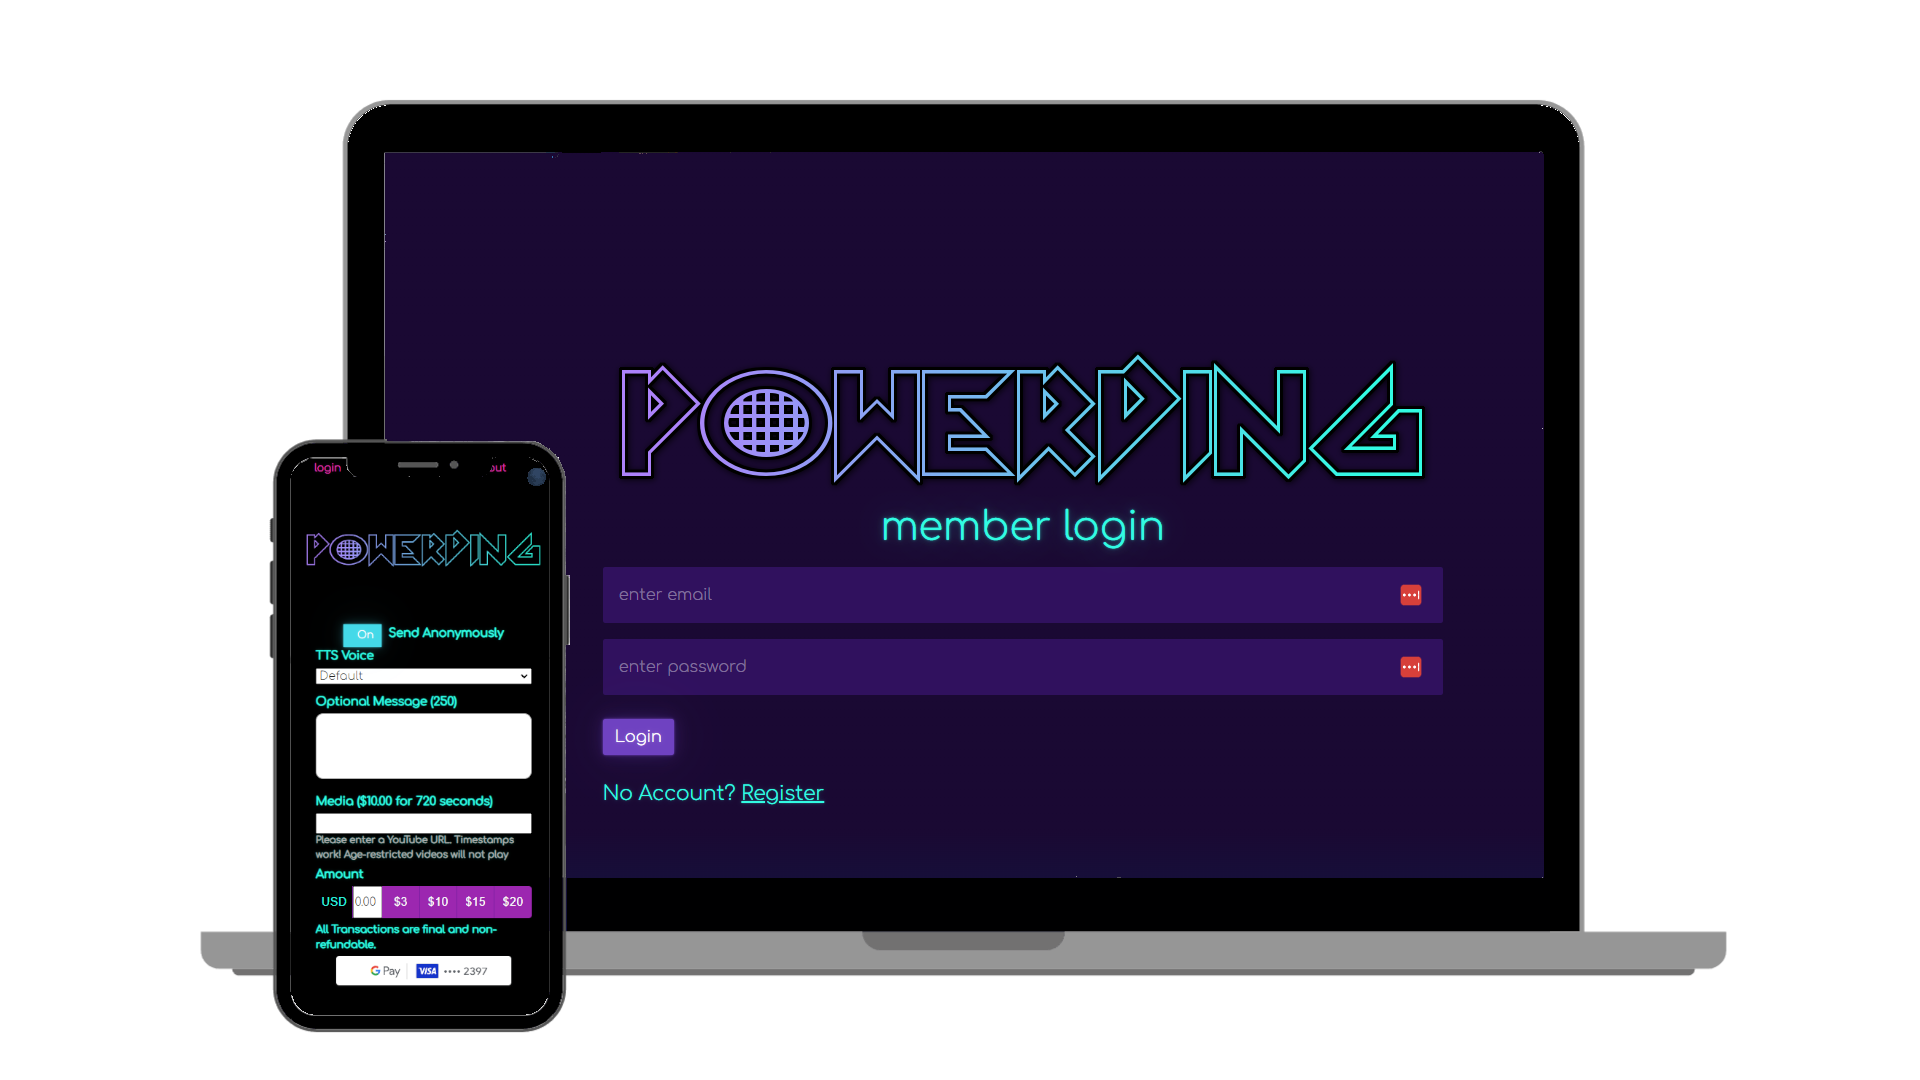 POWERDING
member login
enter email
enter password
Login
No Account? Register
login
out
POWERDING
On Send Anonymously
TTS Voice
Default
Optional Message (250)
Media ($10.00 for 720 seconds)
Please enter a YouTube URL. Timestamps
work! Age-restricted videos will not play
Amount
USD 0.00 $3 $10 $15 $20
All Transactions are final and non-
refundable.
G Pay VISA •••• 2397